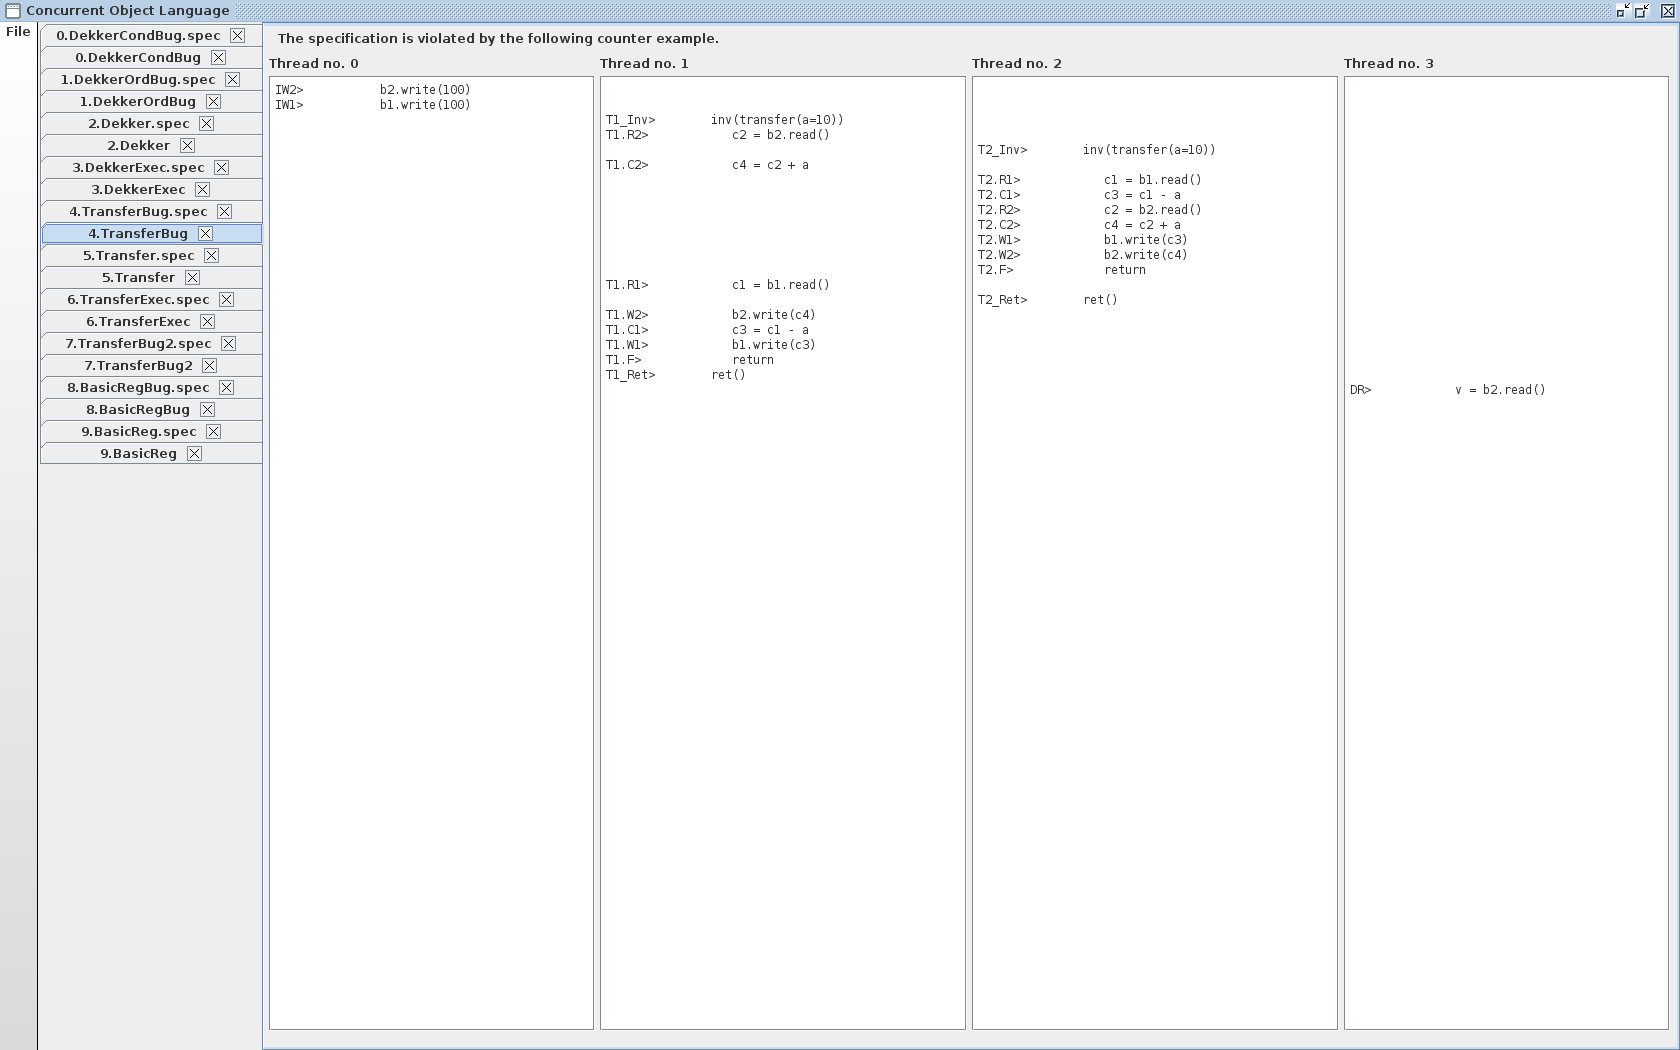 Concurrent Object Language
File
0.DekkerCondBug.spec
0.DekkerCondBug
1.DekkerOrdBug.spec
1.DekkerOrdBug
2.Dekker.spec
2.Dekker
3.DekkerExec.spec
3.DekkerExec
4.TransferBug.spec
4.TransferBug
5.Transfer.spec
5.Transfer
6.TransferExec.spec
6.TransferExec
7.TransferBug2.spec
7.TransferBug2
8.BasicRegBug.spec
8.BasicRegBug
9.BasicReg.spec
9.BasicReg
The specification is violated by the following counter example.
Thread no. 0
IW2> b2.write(100)
IW1> b1.write(100)
Thread no. 1
T1_Inv> inv(transfer(a=10))
T1.R2> c2 = b2.read()
T1.C2> c4 = c2 + a
T1.R1> c1 = b1.read()
T1.W2> b2.write(c4)
T1.C1> c3 = c1 - a
T1.W1> b1.write(c3)
T1.F> return
T1_Ret> ret()
Thread no. 2
T2_Inv> inv(transfer(a=10))
T2.R1> c1 = b1.read()
T2.C1> c3 = c1 - a
T2.R2> c2 = b2.read()
T2.C2> c4 = c2 + a
T2.W1> b1.write(c3)
T2.W2> b2.write(c4)
T2.F> return
T2_Ret> ret()
Thread no. 3
DR> v = b2.read()